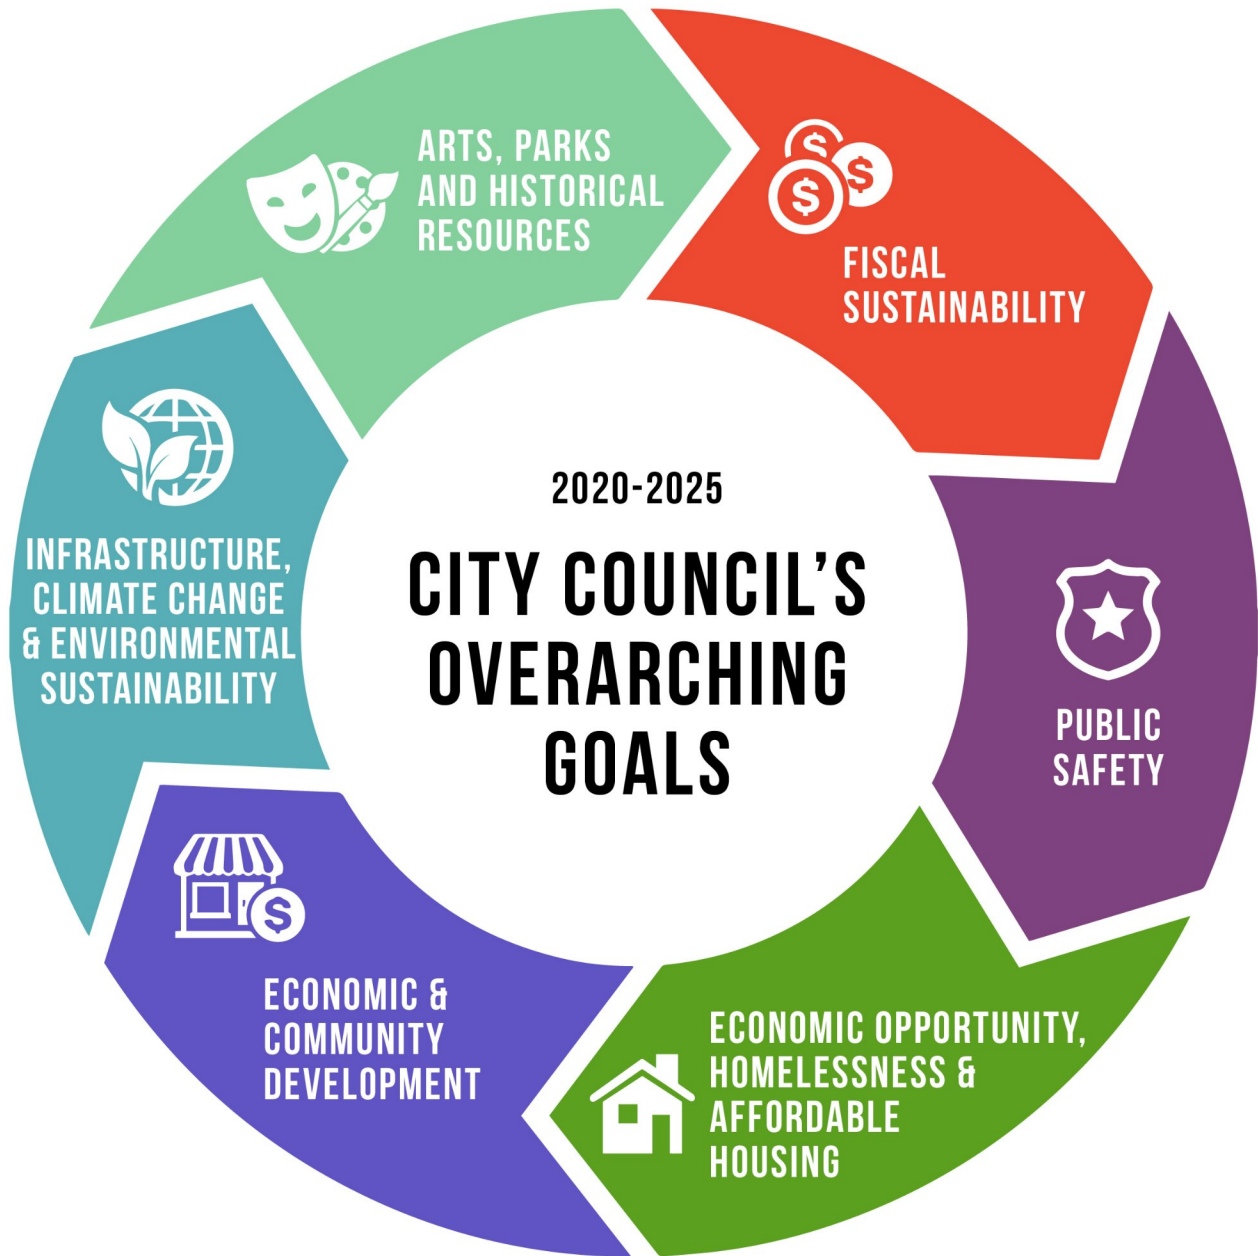 2020-2025
CITY COUNCIL'S
OVERARCHING
GOALS
FISCAL
SUSTAINABILITY
PUBLIC
SAFETY
ECONOMIC OPPORTUNITY,
HOMELESSNESS &
AFFORDABLE
HOUSING
ECONOMIC &
COMMUNITY
DEVELOPMENT
INFRASTRUCTURE,
CLIMATE CHANGE
& ENVIRONMENTAL
SUSTAINABILITY
ARTS, PARKS
AND HISTORICAL
RESOURCES
$
$
$
$